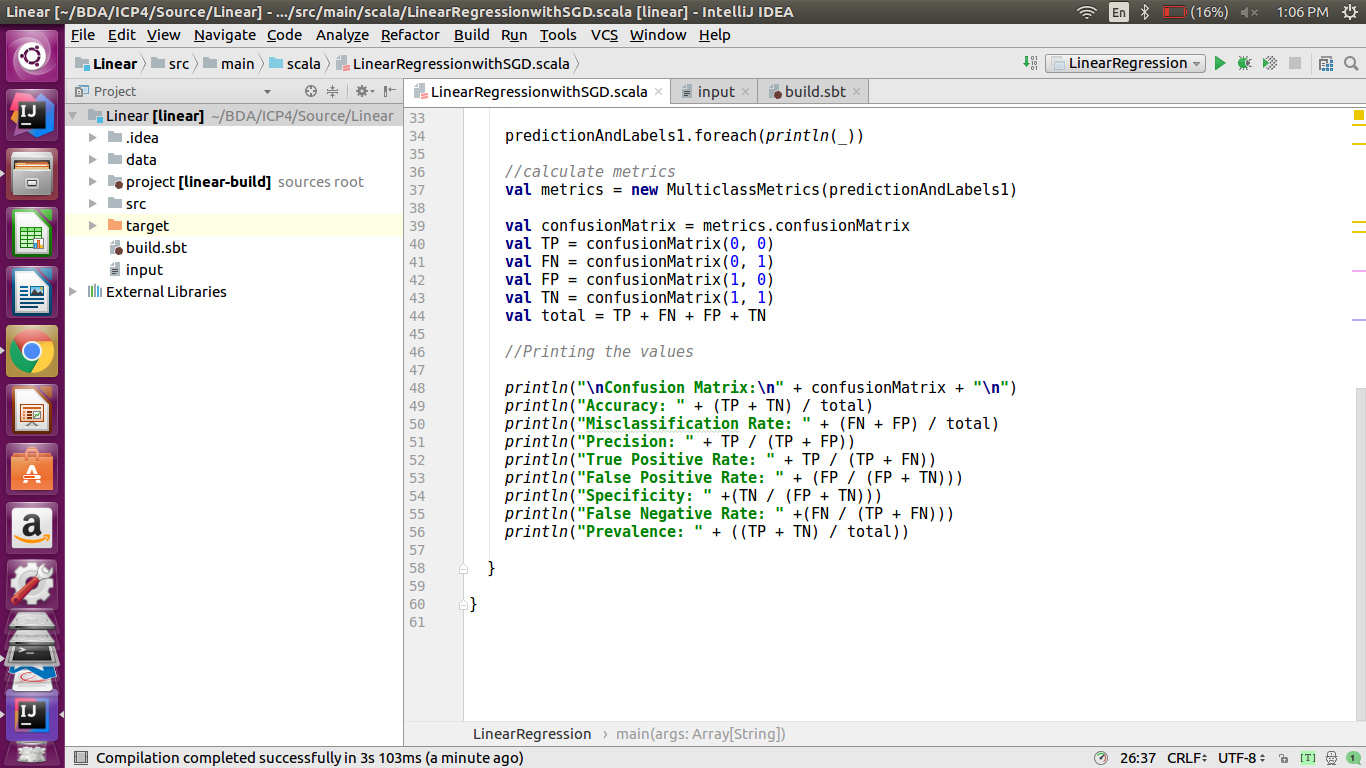 Linear [~/BDA/ICP4/Source/Linear] - .../src/main/scala/LinearRegressionwithSGD.scala [linear] - IntelliJ IDEA
En (16%) 1:06 PM
File Edit View Navigate Code Analyze Refactor Build Run Tools VCS Window Help
Linear src main scala LinearRegressionwithSGD.scala LinearRegression
Project
LinearRegressionwithSGD.scala input build.sbt
Linear [linear] ~/BDA/ICP4/Source/Linear
.idea
data
project [linear-build] sources root
src
target
build.sbt
input
External Libraries
33
34 predictionAndLabels1.foreach(println(_))
35
36 //calculate metrics
37 val metrics = new MulticlassMetrics(predictionAndLabels1)
38
39 val confusionMatrix = metrics.confusionMatrix
40 val TP = confusionMatrix(0, 0)
41 val FN = confusionMatrix(0, 1)
42 val FP = confusionMatrix(1, 0)
43 val TN = confusionMatrix(1, 1)
44 val total = TP + FN + FP + TN
45
46 //Printing the values
47
48 println("\nConfusion Matrix:\n" + confusionMatrix + "\n")
49 println("Accuracy: " + (TP + TN) / total)
50 println("Misclassification Rate: " + (FN + FP) / total)
51 println("Precision: " + TP / (TP + FP))
52 println("True Positive Rate: " + TP / (TP + FN))
53 println("False Positive Rate: " + (FP / (FP + TN)))
54 println("Specificity: " +(TN / (FP + TN)))
55 println("False Negative Rate: " +(FN / (TP + FN)))
56 println("Prevalence: " + ((TP + TN) / total))
57
58 }
59
60 }
61
LinearRegression main(args: Array[String])
Compilation completed successfully in 3s 103ms (a minute ago) 26:37 CRLF UTF-8 [T] 1